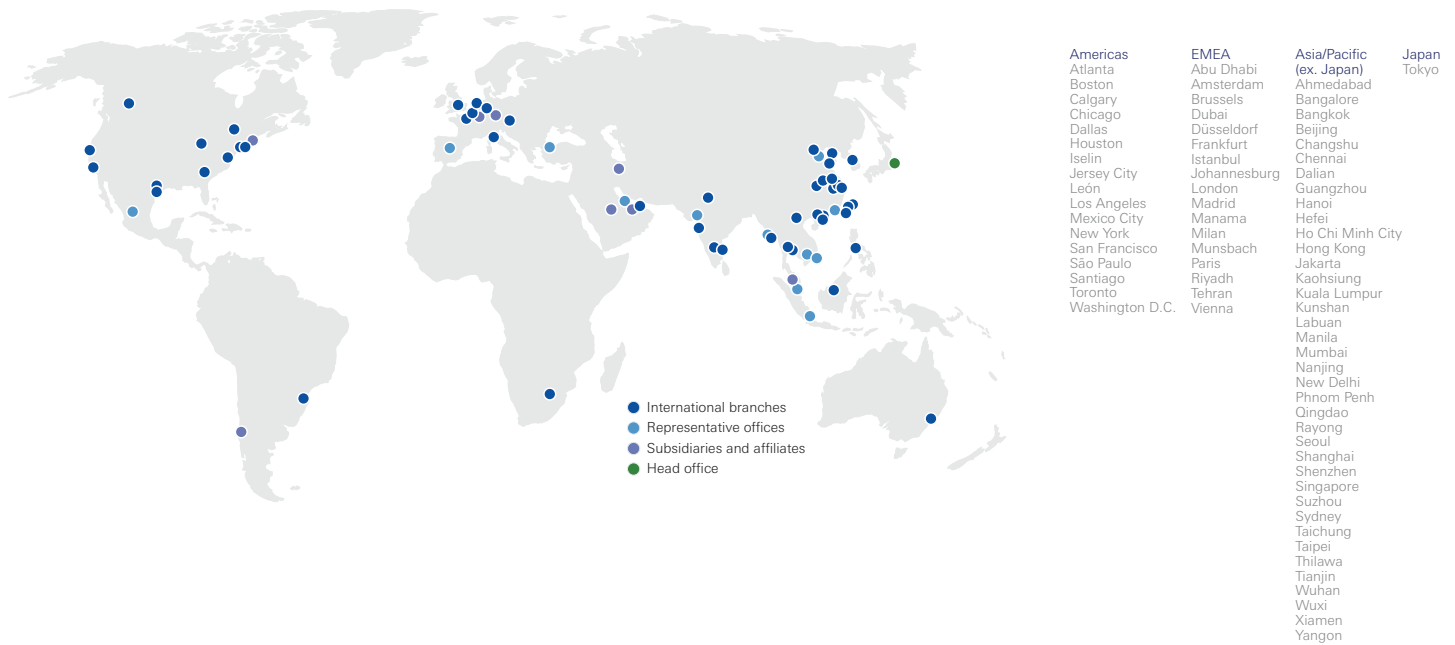 International branches
Representative offices
Subsidiaries and affiliates
Head office
Americas
Atlanta
Boston
Calgary
Chicago
Dallas
Houston
Iselin
Jersey City
León
Los Angeles
Mexico City
New York
San Francisco
São Paulo
Santiago
Toronto
Washington D.C.
EMEA
Abu Dhabi
Amsterdam
Brussels
Dubai
Düsseldorf
Frankfurt
Istanbul
Johannesburg
London
Madrid
Manama
Milan
Munsbach
Paris
Riyadh
Tehran
Vienna
Asia/Pacific
(ex. Japan)
Ahmedabad
Bangalore
Bangkok
Beijing
Changshu
Chennai
Dalian
Guangzhou
Hanoi
Hefei
Ho Chi Minh City
Hong Kong
Jakarta
Kaohsiung
Kuala Lumpur
Kunshan
Labuan
Manila
Mumbai
Nanjing
New Delhi
Phnom Penh
Qingdao
Rayong
Seoul
Shanghai
Shenzhen
Singapore
Suzhou
Sydney
Taichung
Taipei
Thilawa
Tianjin
Wuhan
Wuxi
Xiamen
Yangon
Japan
Tokyo